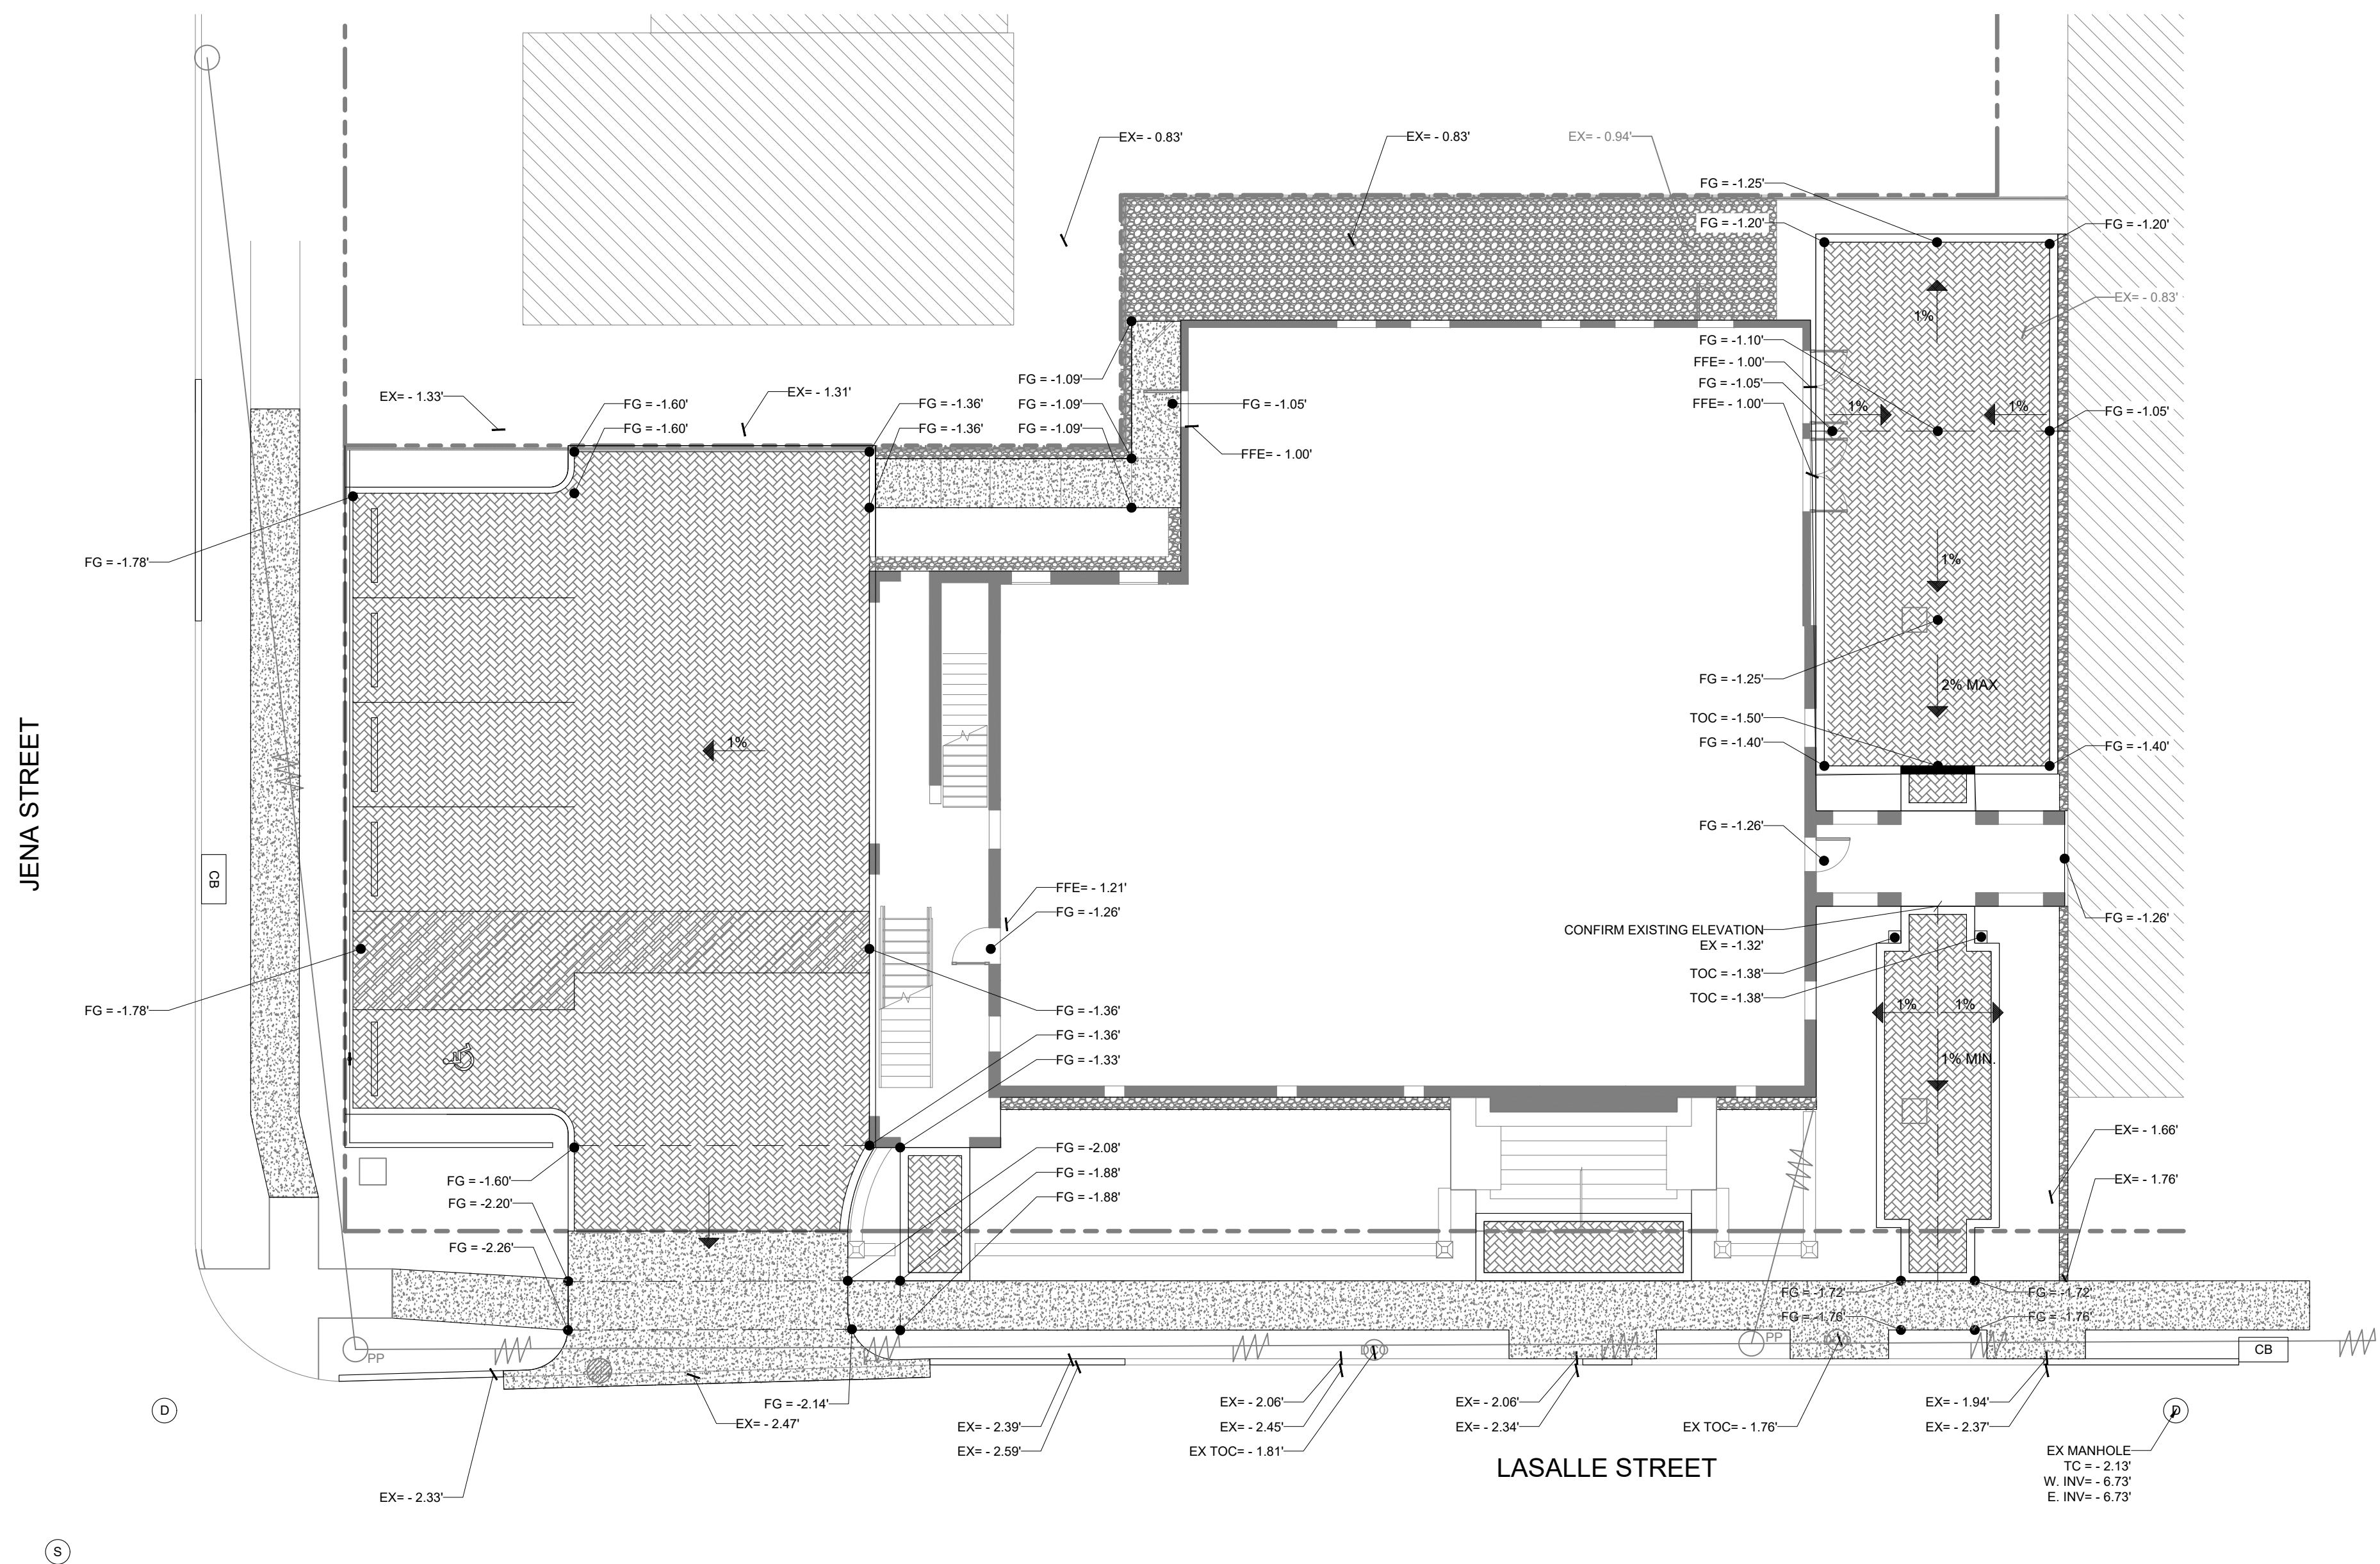 EX= - 0.83'
EX= - 0.83'
EX= - 0.94'
FG = -1.25'
FG = -1.20'
FG = -1.20'
EX= - 0.83'
1%
FG = -1.10'
FFE= - 1.00'
FG = -1.05'
FFE= - 1.00'
1%
1%
FG = -1.05'
EX= - 1.33'
FG = -1.60'
FG = -1.60'
EX= - 1.31'
FG = -1.36'
FG = -1.36'
FG = -1.09'
FG = -1.09'
FG = -1.09'
FG = -1.05'
FFE= - 1.00'
FG = -1.78'
1%
1%
FG = -1.25'
2% MAX
TOC = -1.50'
FG = -1.40'
FG = -1.40'
JENA STREET
CB
FG = -1.26'
FFE= - 1.21'
FG = -1.26'
FG = -1.26'
CONFIRM EXISTING ELEVATION
EX = -1.32'
TOC = -1.38'
TOC = -1.38'
1%
1%
1% MIN.
FG = -1.78'
FG = -1.36'
FG = -1.36'
FG = -1.33'
EX= - 1.66'
EX= - 1.76'
FG = -2.08'
FG = -1.88'
FG = -1.88'
FG = -1.60'
FG = -2.20'
FG = -2.26'
FG = -1.72'
FG = -1.72'
FG = -1.76'
FG = -1.76'
PP
PP
CB
D
FG = -2.14'
EX= - 2.47'
EX= - 2.39'
EX= - 2.59'
EX= - 2.06'
EX= - 2.45'
EX TOC= - 1.81'
EX= - 2.06'
EX= - 2.34'
EX TOC= - 1.76'
EX= - 1.94'
EX= - 2.37'
D
LASALLE STREET
EX MANHOLE
TC = - 2.13'
W. INV= - 6.73'
E. INV= - 6.73'
EX= - 2.33'
S